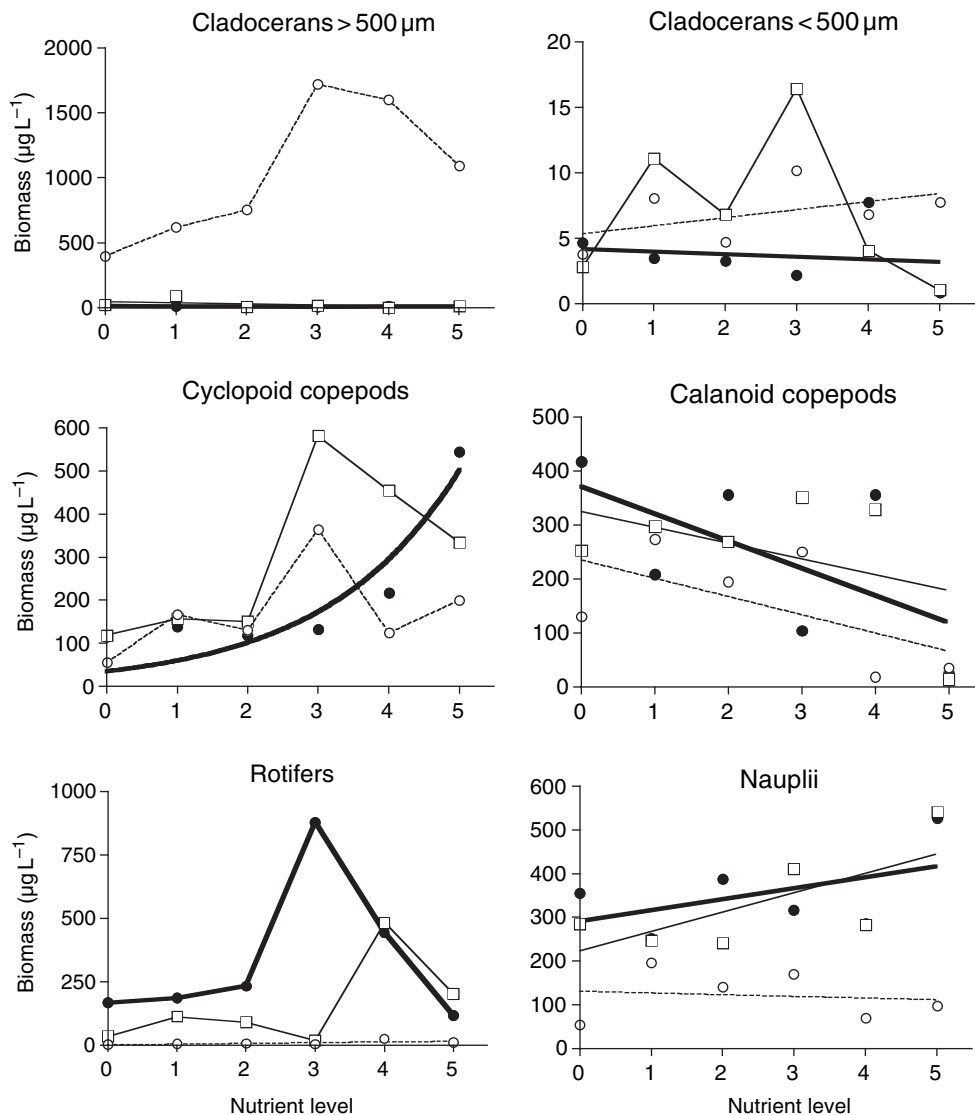 Cladocerans > 500 µm
Biomass (µg L⁻¹)
2000
1500
1000
500
0
0 1 2 3 4 5
Cladocerans < 500 µm
20
15
10
5
0
0 1 2 3 4 5
Cyclopoid copepods
Biomass (µg L⁻¹)
600
500
400
300
200
100
0
0 1 2 3 4 5
Calanoid copepods
500
400
300
200
100
0
0 1 2 3 4 5
Rotifers
Biomass (µg L⁻¹)
1000
750
500
250
0
0 1 2 3 4 5
Nutrient level
Nauplii
600
500
400
300
200
100
0
0 1 2 3 4 5
Nutrient level